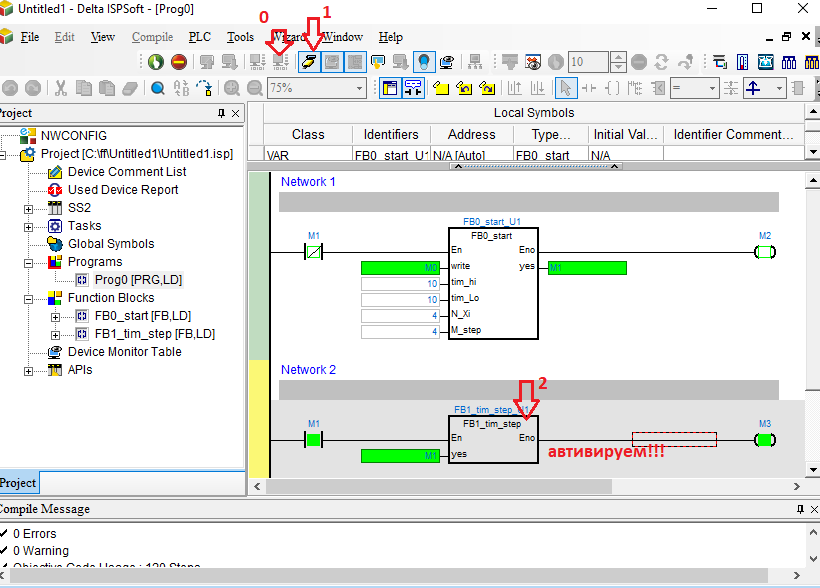 Untitled1 - Delta ISPSoft - [Prog0]
0
1
File Edit View Compile PLC Tools Wizard Window Help
10
75%
Project
Local Symbols
Class Identifiers Address Type... Initial Val... Identifier Comment...
VAR FB0_start_U1 N/A [Auto] FB0_start N/A
NWCONFIG
Project [C:\ff\Untitled1\Untitled1.isp]
Device Comment List
Used Device Report
SS2
Tasks
Global Symbols
Programs
Prog0 [PRG,LD]
Function Blocks
FB0_start [FB,LD]
FB1_tim_step [FB,LD]
Device Monitor Table
APIs
Network 1
FB0_start_U1
M1 FB0_start M2
En Eno
M0 write yes M1
10 tim_hi
10 tim_Lo
4 N_Xi
4 M_step
Network 2
2
FB1_tim_step_U1
M1 FB1_tim_step M3
En Eno
автивируем!!!
M1 yes
Project
Compile Message
0 Errors
0 Warning
Objective Code Usage : 120 Steps